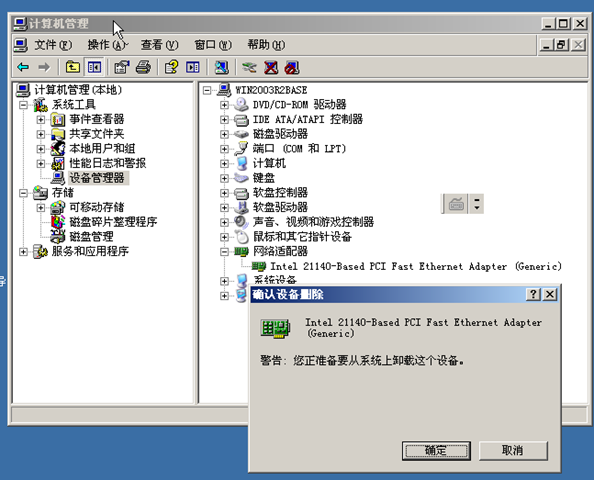 计算机管理
文件(F) 操作(A) 查看(V) 窗口(W) 帮助(H)
计算机管理(本地)
系统工具
事件查看器
共享文件夹
本地用户和组
性能日志和警报
设备管理器
存储
可移动存储
磁盘碎片整理程序
磁盘管理
服务和应用程序
WIN2003R2BASE
DVD/CD-ROM 驱动器
IDE ATA/ATAPI 控制器
磁盘驱动器
端口 (COM 和 LPT)
计算机
键盘
软盘控制器
软盘驱动器
声音、视频和游戏控制器
鼠标和其它指针设备
网络适配器
Intel 21140-Based PCI Fast Ethernet Adapter (Generic)
系统设备
确认设备删除
Intel 21140-Based PCI Fast Ethernet Adapter
(Generic)
警告: 您正准备要从系统上卸载这个设备。
确定 取消